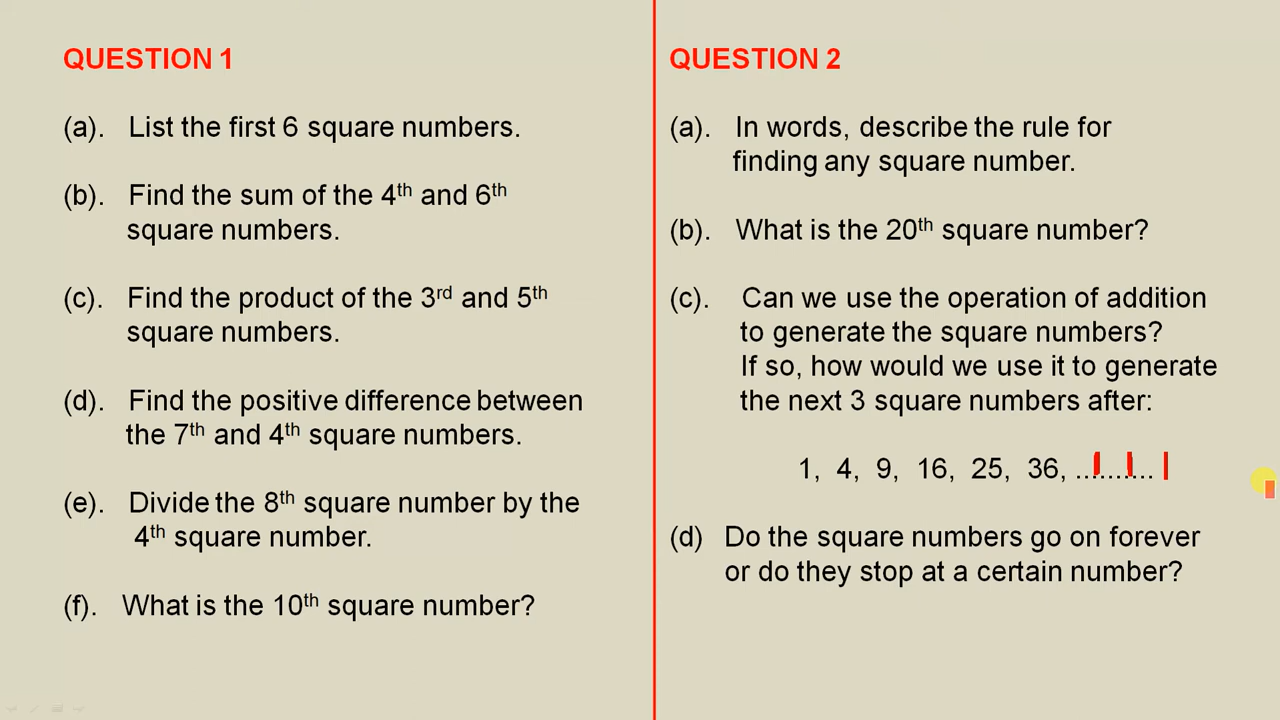 QUESTION 1
(a). List the first 6 square numbers.
(b). Find the sum of the 4th and 6th
square numbers.
(c). Find the product of the 3rd and 5th
square numbers.
(d). Find the positive difference between
the 7th and 4th square numbers.
(e). Divide the 8th square number by the
4th square number.
(f). What is the 10th square number?
QUESTION 2
(a). In words, describe the rule for
finding any square number.
(b). What is the 20th square number?
(c). Can we use the operation of addition
to generate the square numbers?
If so, how would we use it to generate
the next 3 square numbers after:
1, 4, 9, 16, 25, 36, ..........
(d) Do the square numbers go on forever
or do they stop at a certain number?